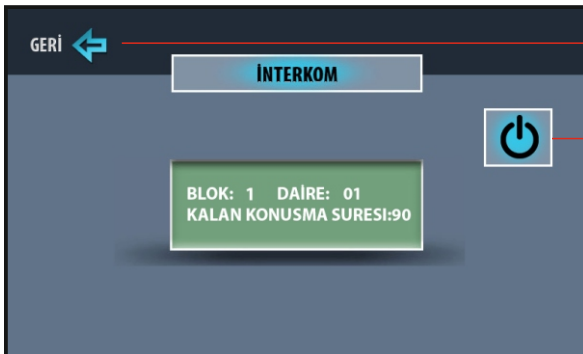 GERİ
İNTERKOM
BLOK: 1 DAİRE: 01
KALAN KONUSMA SURESI:90